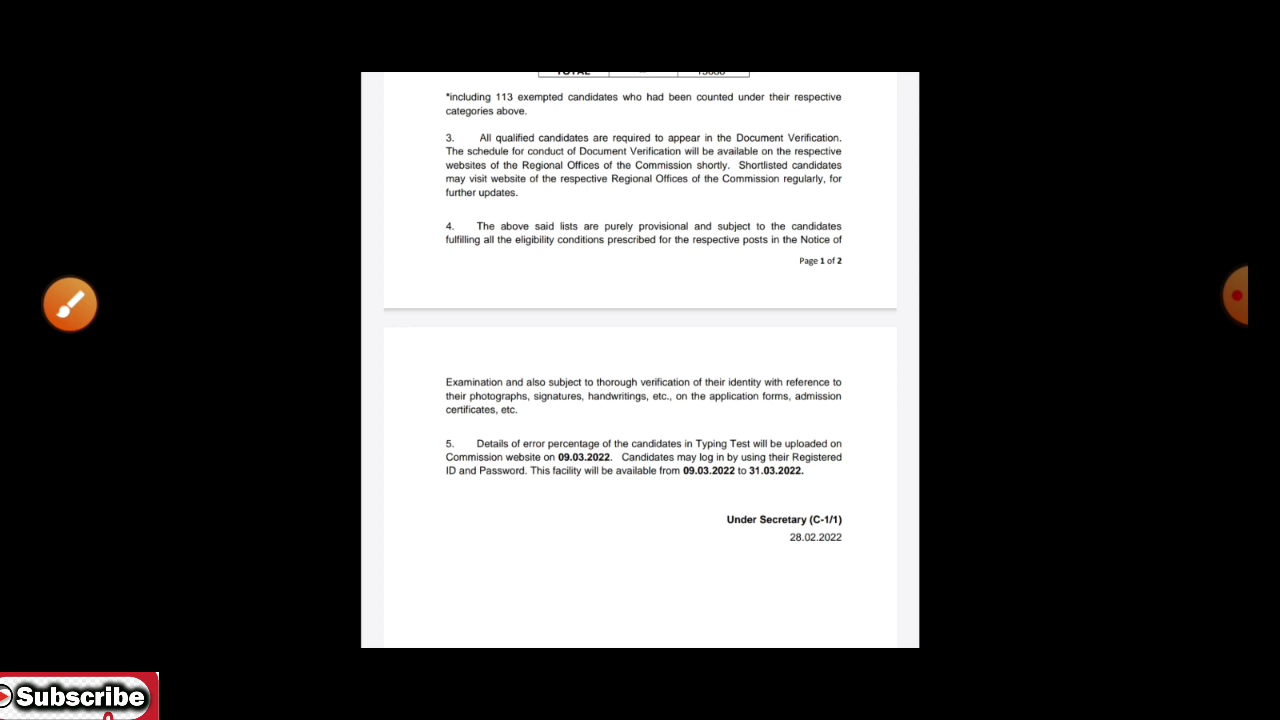 TOTAL
*including 113 exempted candidates who had been counted under their respective
categories above.
3. All qualified candidates are required to appear in the Document Verification.
The schedule for conduct of Document Verification will be available on the respective
websites of the Regional Offices of the Commission shortly. Shortlisted candidates
may visit website of the respective Regional Offices of the Commission regularly, for
further updates.
4. The above said lists are purely provisional and subject to the candidates
fulfilling all the eligibility conditions prescribed for the respective posts in the Notice of
Page 1 of 2
Examination and also subject to thorough verification of their identity with reference to
their photographs, signatures, handwritings, etc., on the application forms, admission
certificates, etc.
5. Details of error percentage of the candidates in Typing Test will be uploaded on
Commission website on 09.03.2022. Candidates may log in by using their Registered
ID and Password. This facility will be available from 09.03.2022 to 31.03.2022.
Under Secretary (C-1/1)
28.02.2022
Subscribe